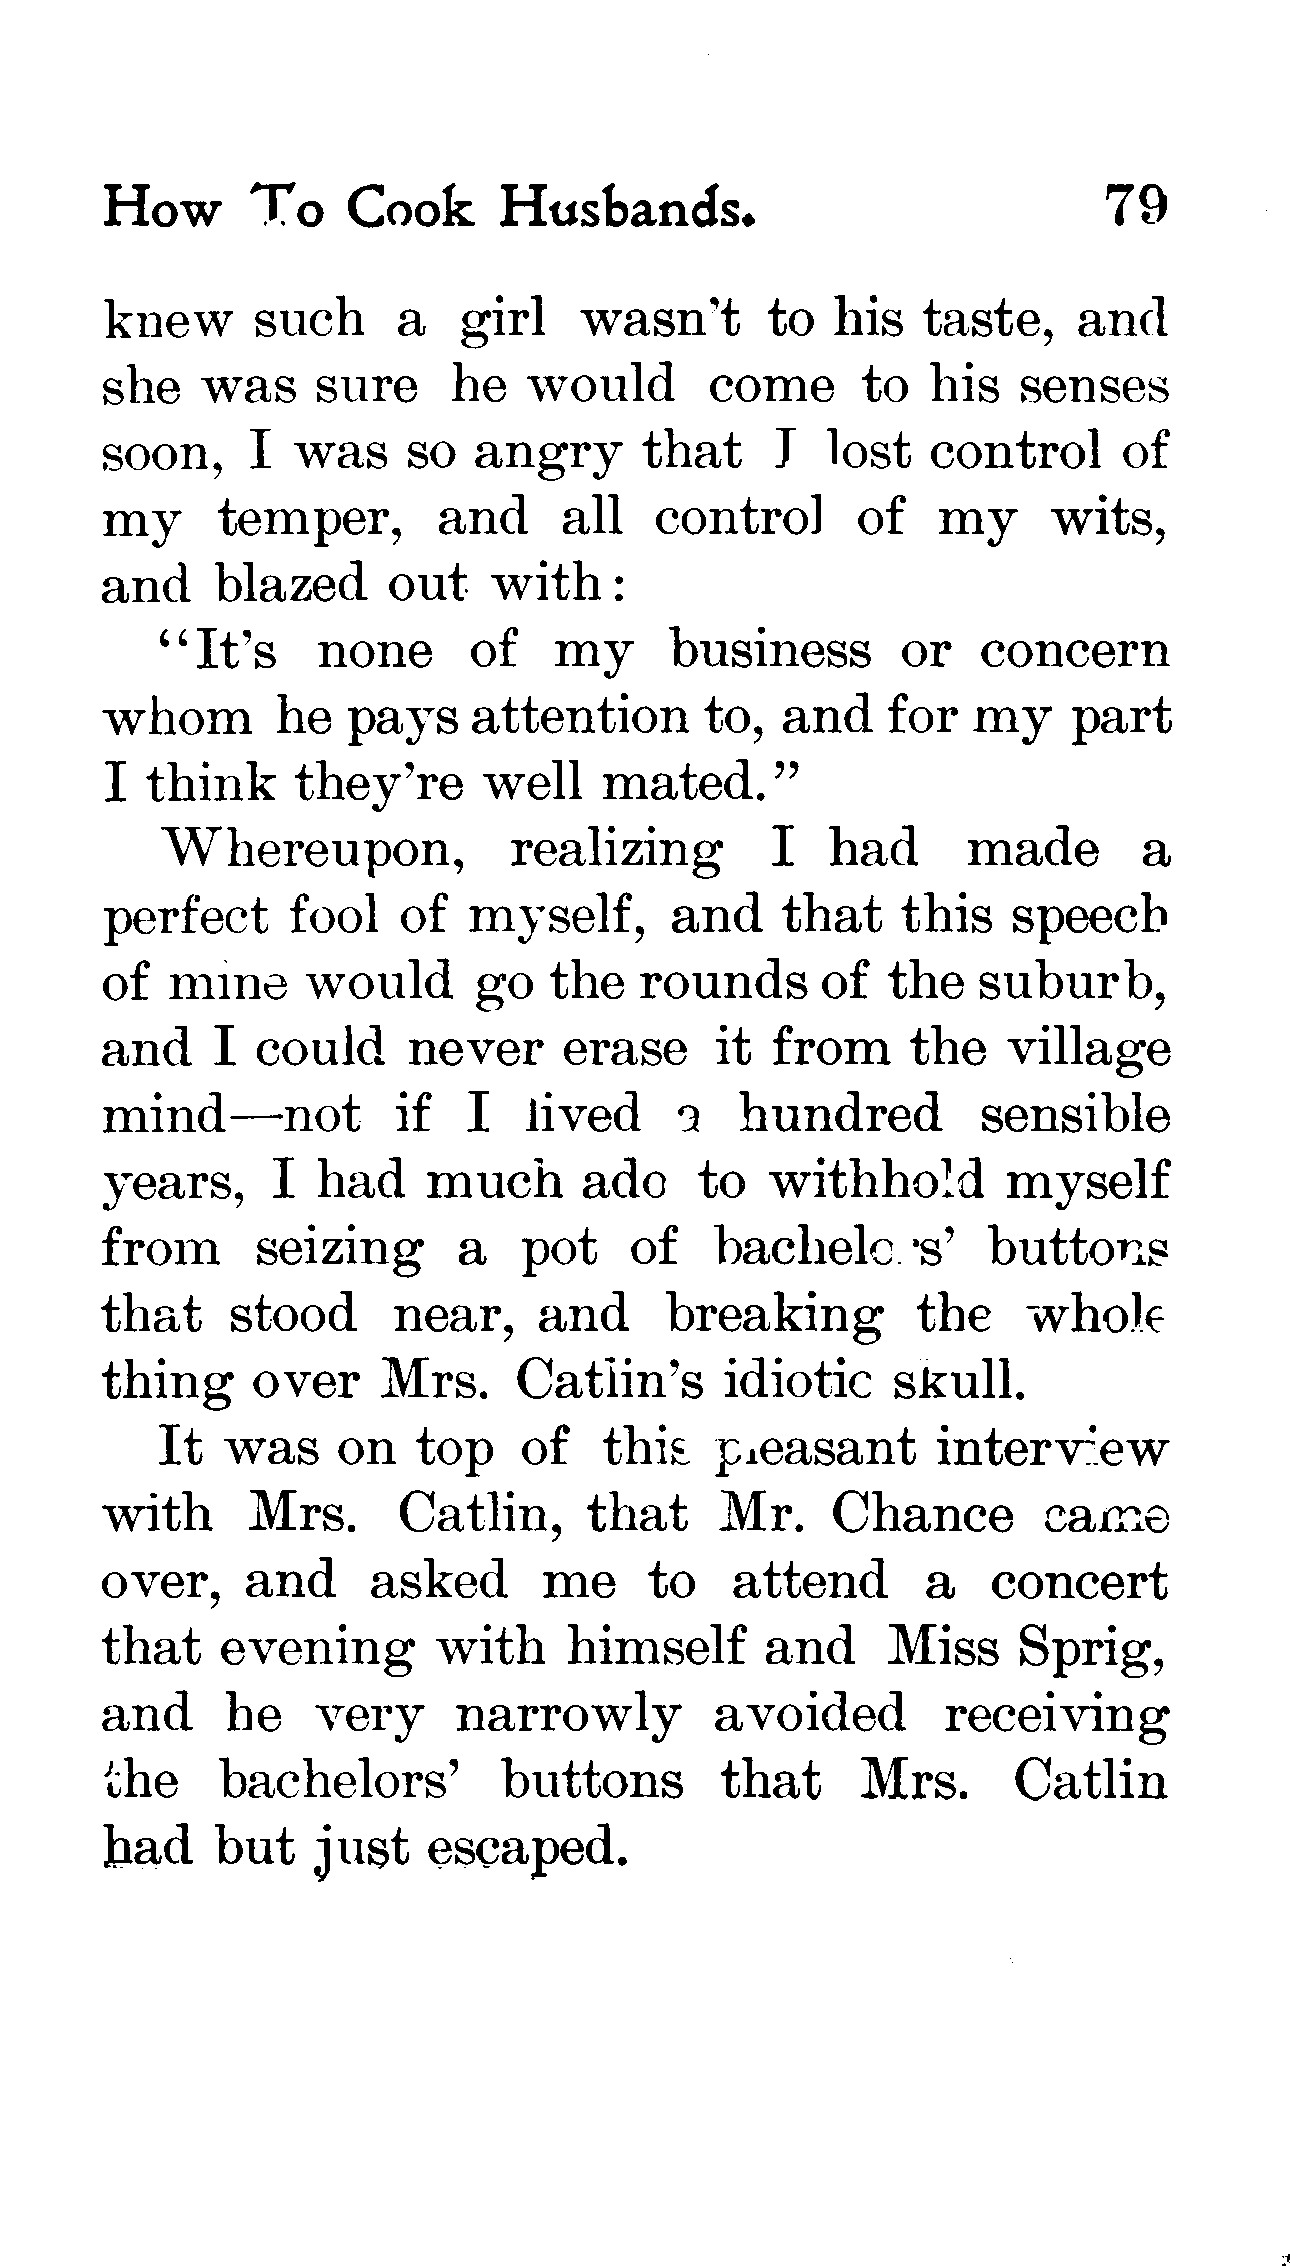 How To Cook Husbands. 79
knew such a girl wasn't to his taste, and
she was sure he would come to his senses
soon, I was so angry that I lost control of
my temper, and all control of my wits,
and blazed out with:
"It's none of my business or concern
whom he pays attention to, and for my part
I think they're well mated."
Whereupon, realizing I had made a
perfect fool of myself, and that this speech
of mine would go the rounds of the suburb,
and I could never erase it from the village
mind—not if I lived a hundred sensible
years, I had much ado to withhold myself
from seizing a pot of bachelors' buttons
that stood near, and breaking the whole
thing over Mrs. Catlin's idiotic skull.
It was on top of this pleasant interview
with Mrs. Catlin, that Mr. Chance came
over, and asked me to attend a concert
that evening with himself and Miss Sprig,
and he very narrowly avoided receiving
the bachelors' buttons that Mrs. Catlin
had but just escaped.